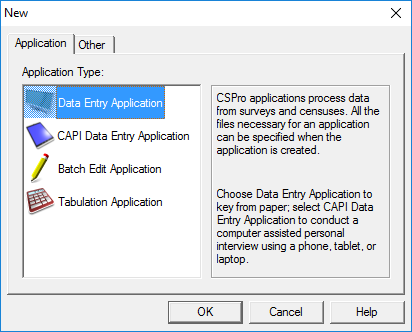 New
Application
Other
Application Type:
Data Entry Application
CAPI Data Entry Application
Batch Edit Application
Tabulation Application
CSPro applications process data
from surveys and censuses. All the
files necessary for an application
can be specified when the
application is created.
Choose Data Entry Application to
key from paper; select CAPI Data
Entry Application to conduct a
computer assisted personal
interview using a phone, tablet, or
laptop.
OK
Cancel
Help